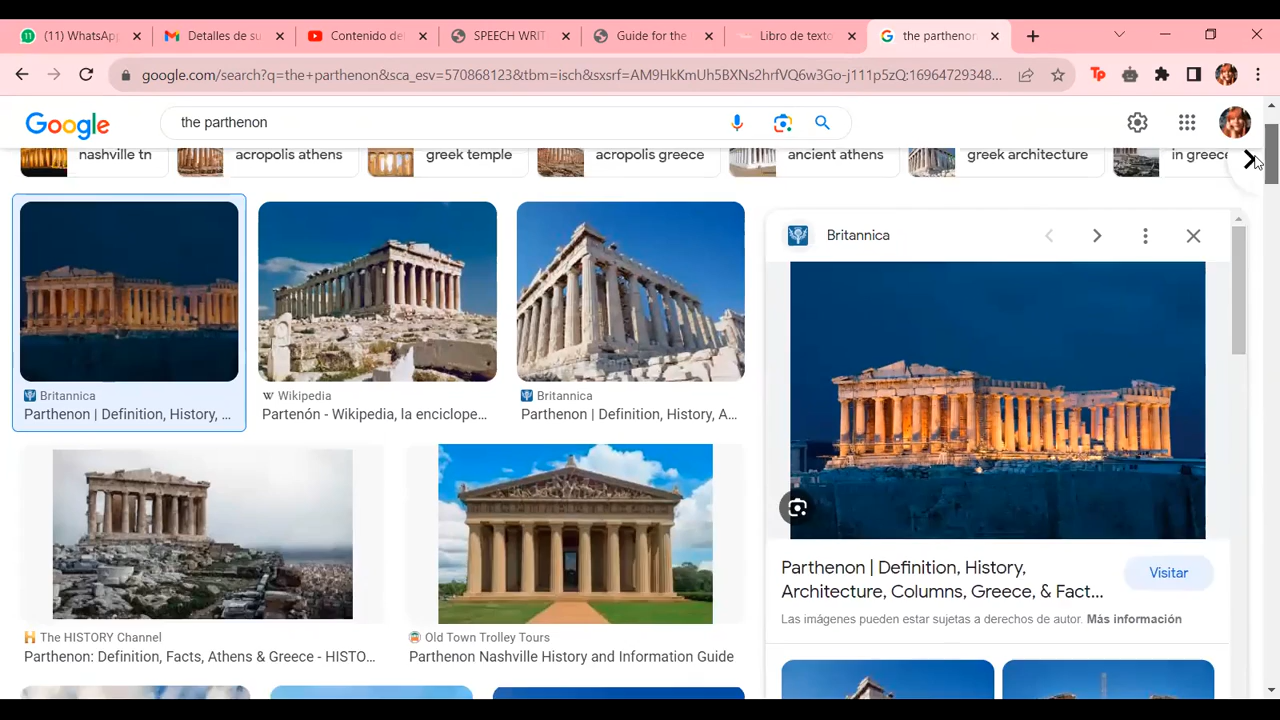 (11) WhatsApp
Detalles de su
Contenido del
SPEECH WRIT
Guide for the
Libro de texto
the parthenon
google.com/search?q=the+parthenon&sca_esv=570868123&tbm=isch&sxsrf=AM9HkKmUh5BXNs2hrfVQ6w3Go-j111p5zQ:16964729348...
Tp
Google
the parthenon
nashville tn
acropolis athens
greek temple
acropolis greece
ancient athens
greek architecture
in greece
Britannica
Parthenon | Definition, History, ...
Wikipedia
Partenón - Wikipedia, la enciclope...
Britannica
Parthenon | Definition, History, A...
The HISTORY Channel
Parthenon: Definition, Facts, Athens & Greece - HISTO...
Old Town Trolley Tours
Parthenon Nashville History and Information Guide
Britannica
Parthenon | Definition, History,
Architecture, Columns, Greece, & Fact...
Visitar
Las imágenes pueden estar sujetas a derechos de autor. Más información